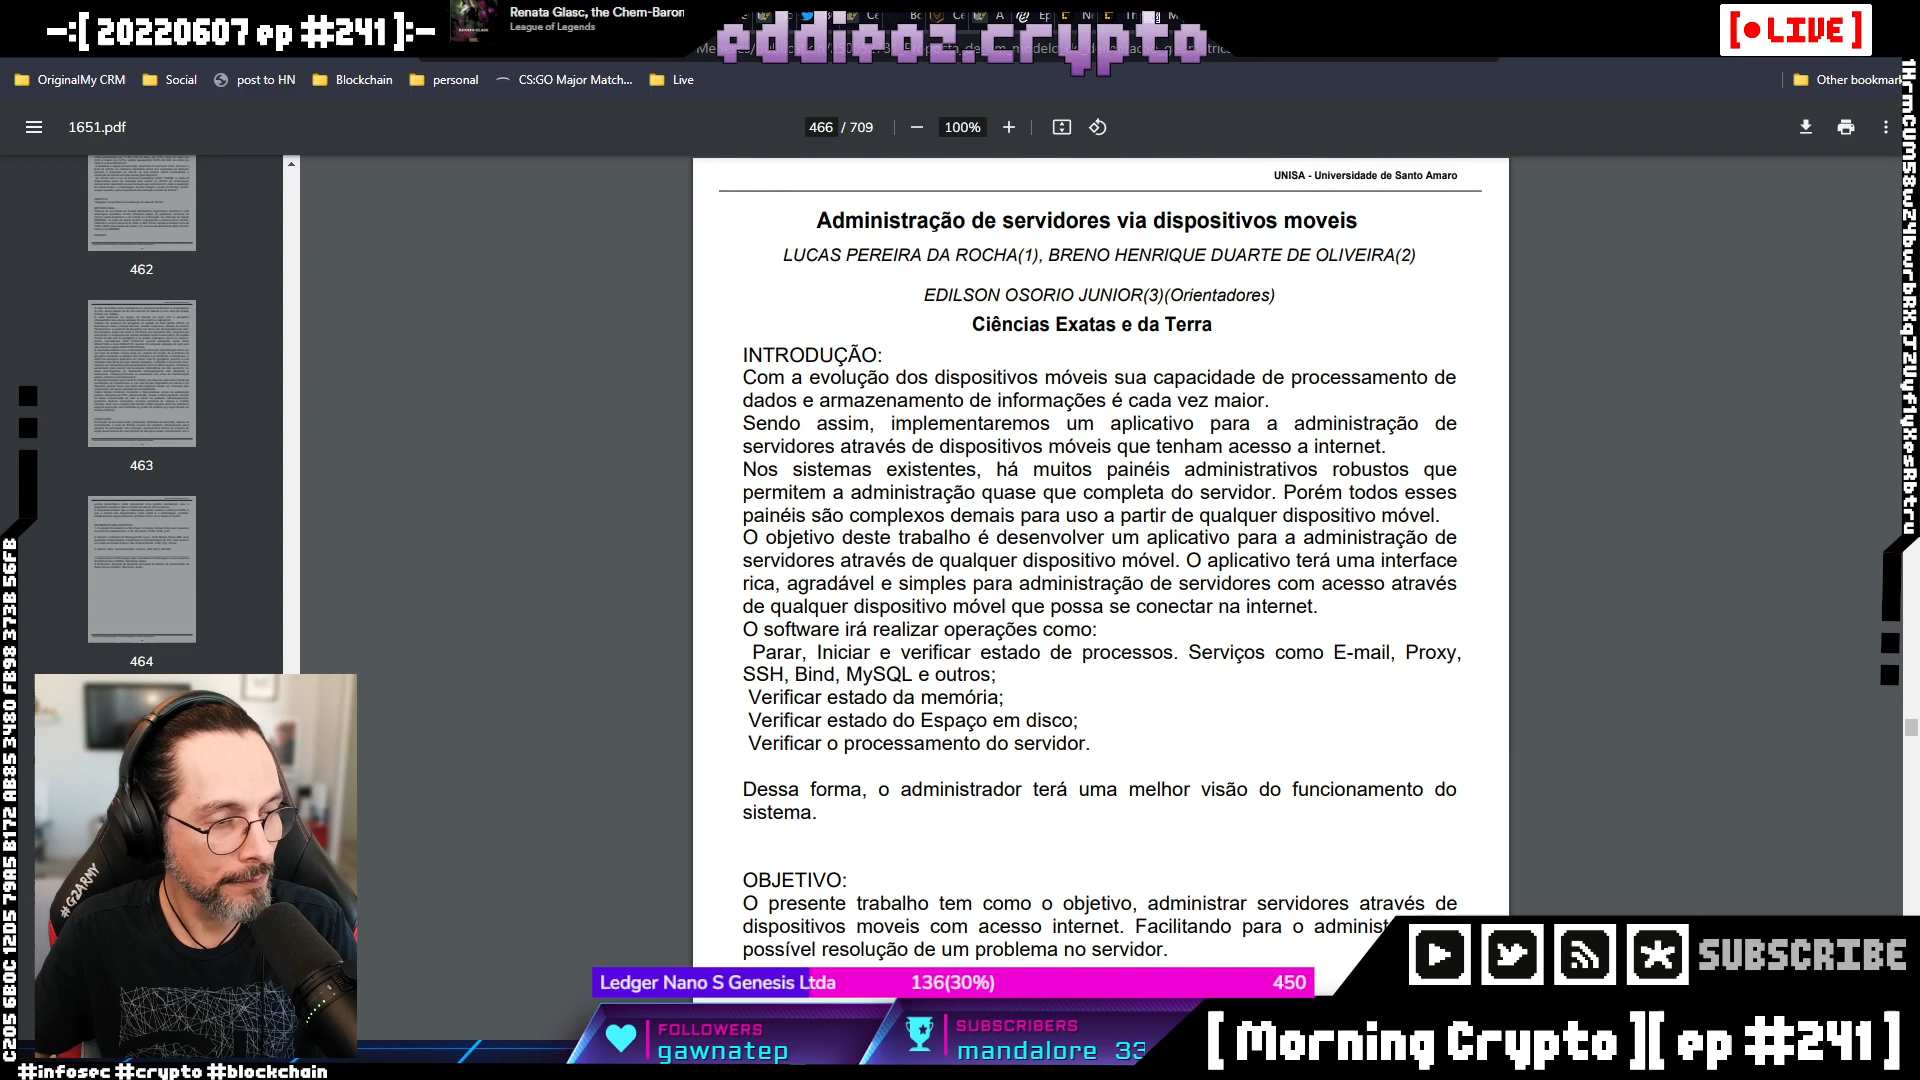 -:[ 20220607 ep #241 ]:-
Renata Glasc, the Chem-Baron
League of Legends
eddieoz.crypto
[● LIVE ]
OriginalMy CRM
Social
post to HN
Blockchain
personal
CS:GO Major Match...
Live
Other bookmar
1651.pdf
466 / 709
100%
462
463
464
UNISA - Universidade de Santo Amaro
Administração de servidores via dispositivos moveis
LUCAS PEREIRA DA ROCHA(1), BRENO HENRIQUE DUARTE DE OLIVEIRA(2)
EDILSON OSORIO JUNIOR(3)(Orientadores)
Ciências Exatas e da Terra
INTRODUÇÃO:
Com a evolução dos dispositivos móveis sua capacidade de processamento de
dados e armazenamento de informações é cada vez maior.
Sendo assim, implementaremos um aplicativo para a administração de
servidores através de dispositivos móveis que tenham acesso a internet.
Nos sistemas existentes, há muitos painéis administrativos robustos que
permitem a administração quase que completa do servidor. Porém todos esses
painéis são complexos demais para uso a partir de qualquer dispositivo móvel.
O objetivo deste trabalho é desenvolver um aplicativo para a administração de
servidores através de qualquer dispositivo móvel. O aplicativo terá uma interface
rica, agradável e simples para administração de servidores com acesso através
de qualquer dispositivo móvel que possa se conectar na internet.
O software irá realizar operações como:
Parar, Iniciar e verificar estado de processos. Serviços como E-mail, Proxy,
SSH, Bind, MySQL e outros;
Verificar estado da memória;
Verificar estado do Espaço em disco;
Verificar o processamento do servidor.
Dessa forma, o administrador terá uma melhor visão do funcionamento do
sistema.
OBJETIVO:
O presente trabalho tem como o objetivo, administrar servidores através de
dispositivos moveis com acesso internet. Facilitando para o administ
possível resolução de um problema no servidor.
#G2ARMY
Ledger Nano S Genesis Ltda 136(30%) 450
FOLLOWERS
gawnatep
SUBSCRIBERS
mandalore 33
SUBSCRIBE
[ Morning Crypto ][ ep #241 ]
#infosec #crypto #blockchain